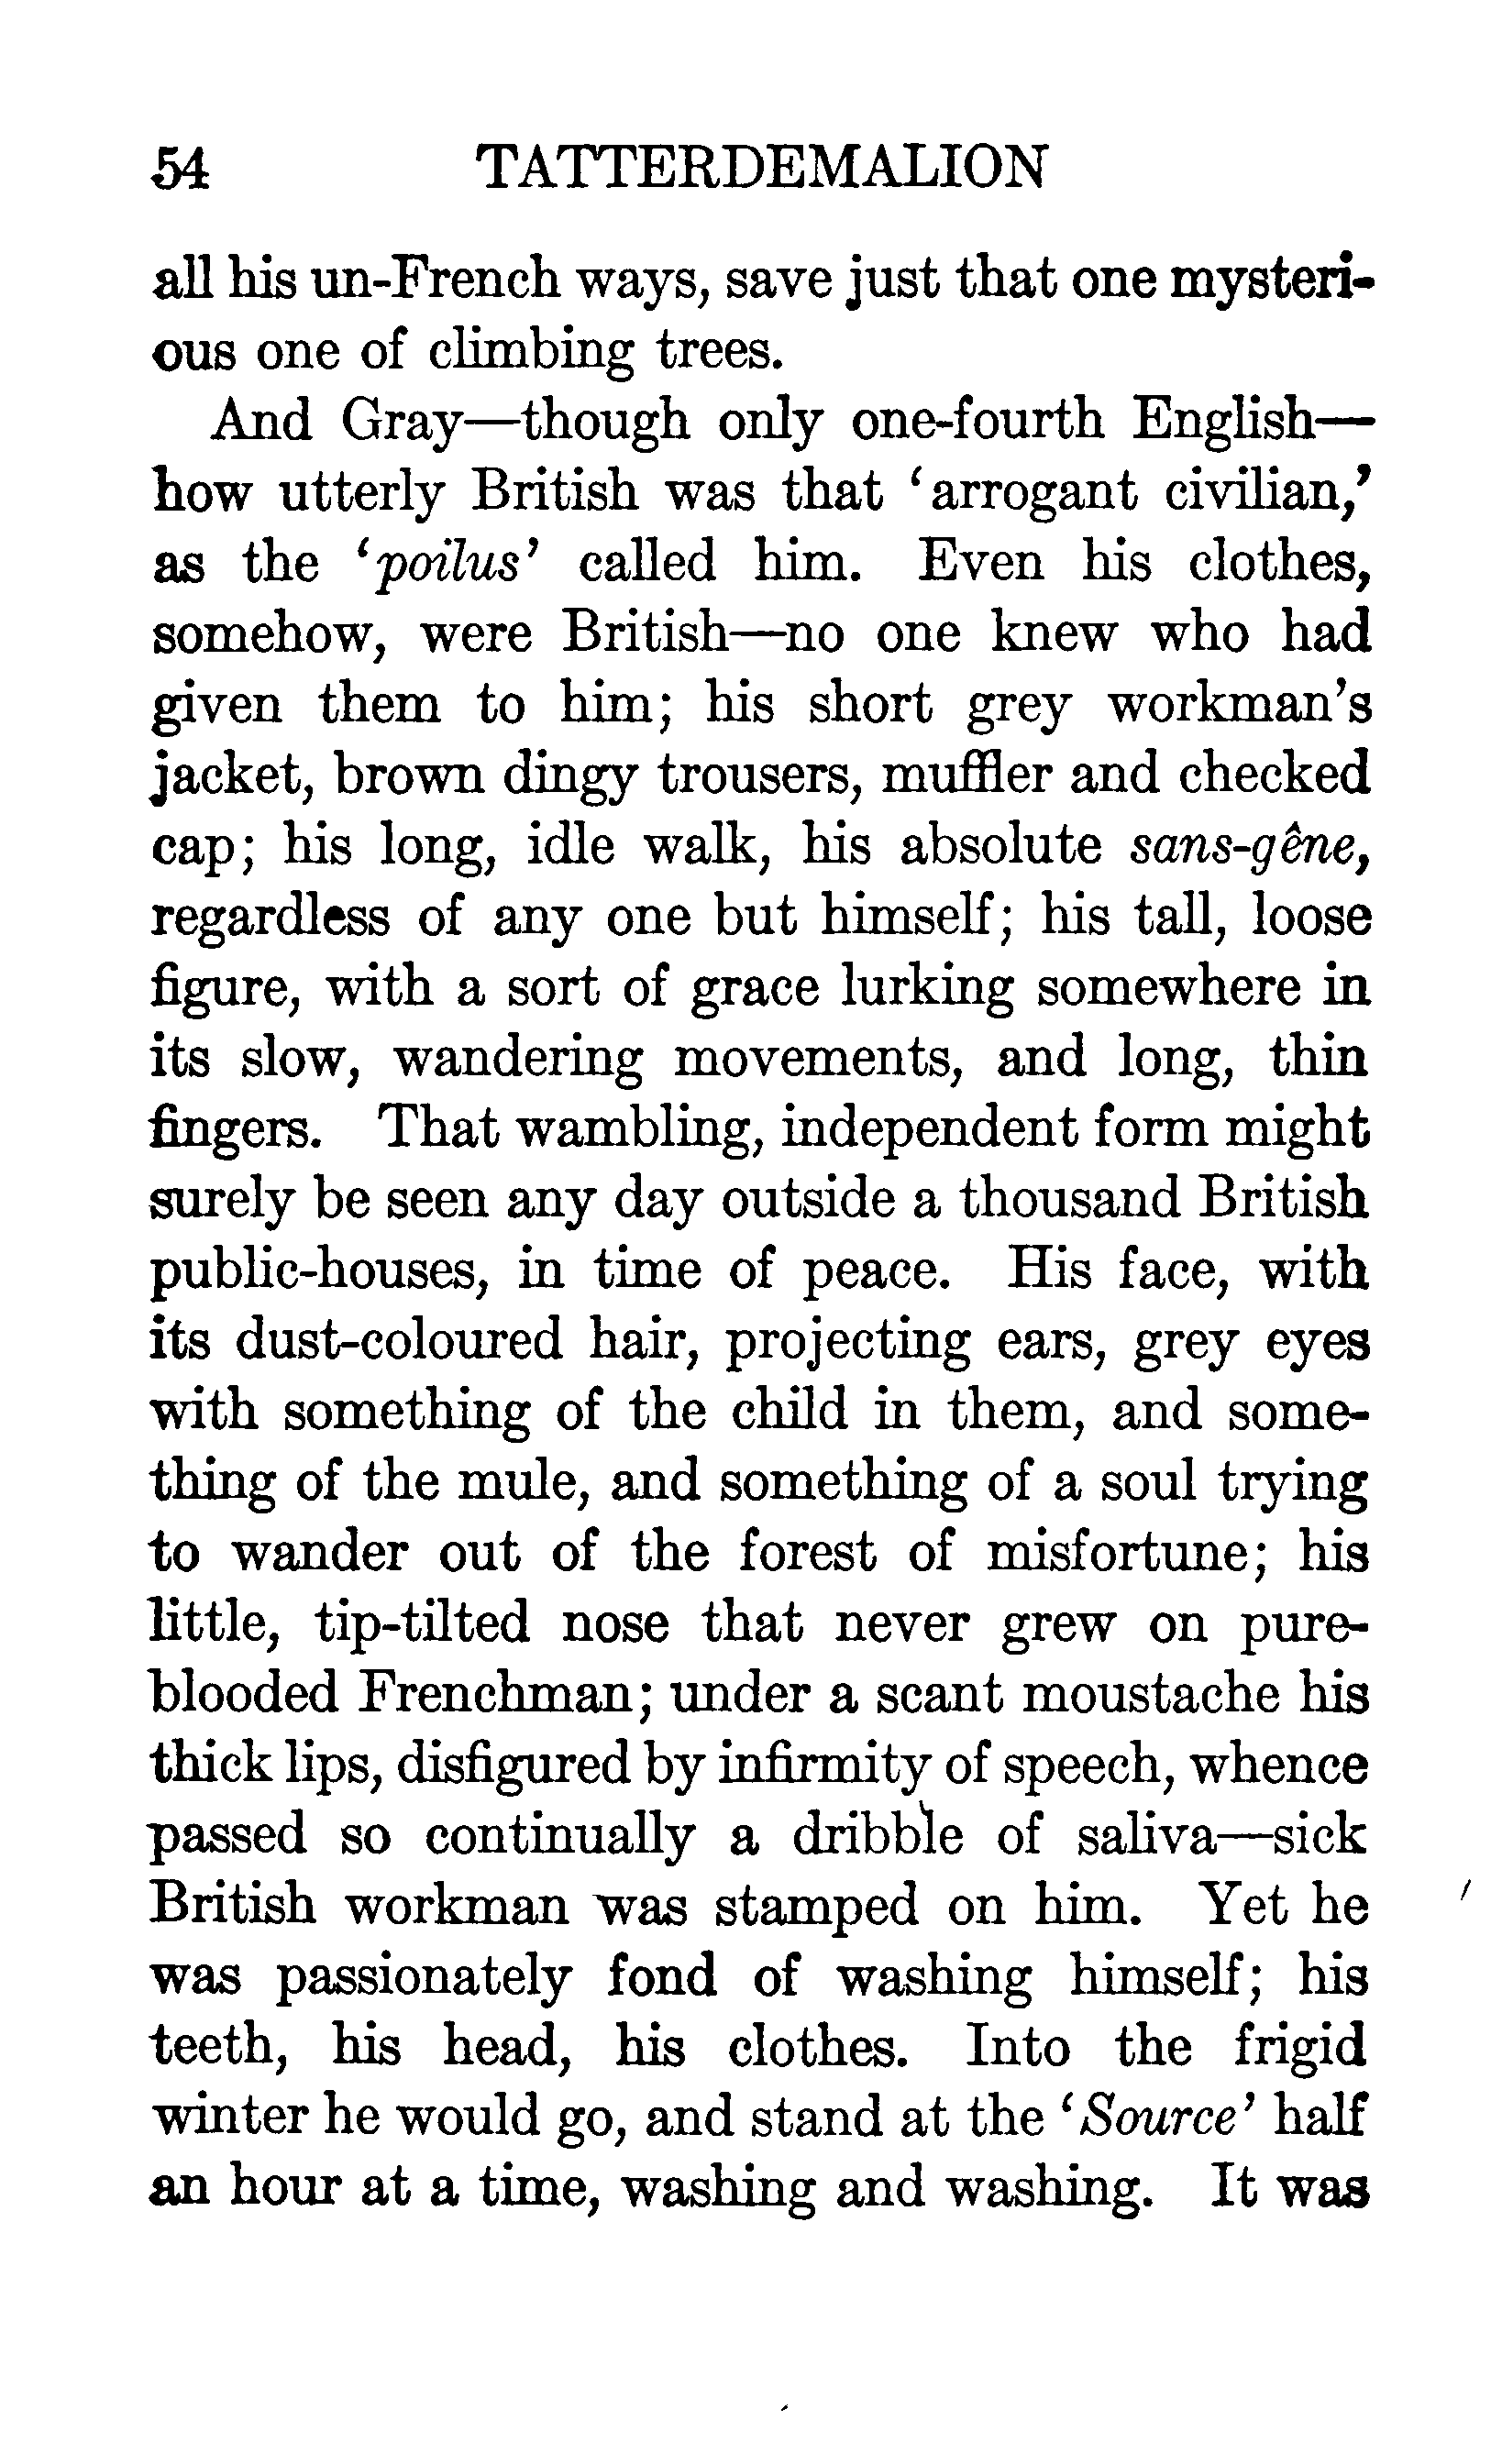 54 TATTERDEMALION
all his un-French ways, save just that one mysteri-
ous one of climbing trees.
And Gray—though only one-fourth English—
how utterly British was that ‘arrogant civilian,’
as the ‘poilus’ called him. Even his clothes,
somehow, were British—no one knew who had
given them to him; his short grey workman's
jacket, brown dingy trousers, muffler and checked
cap; his long, idle walk, his absolute sans-gêne,
regardless of any one but himself; his tall, loose
figure, with a sort of grace lurking somewhere in
its slow, wandering movements, and long, thin
fingers. That wambling, independent form might
surely be seen any day outside a thousand British
public-houses, in time of peace. His face, with
its dust-coloured hair, projecting ears, grey eyes
with something of the child in them, and some-
thing of the mule, and something of a soul trying
to wander out of the forest of misfortune; his
little, tip-tilted nose that never grew on pure-
blooded Frenchman; under a scant moustache his
thick lips, disfigured by infirmity of speech, whence
passed so continually a dribble of saliva—sick
British workman was stamped on him. Yet he
was passionately fond of washing himself; his
teeth, his head, his clothes. Into the frigid
winter he would go, and stand at the ‘Source’ half
an hour at a time, washing and washing. It was